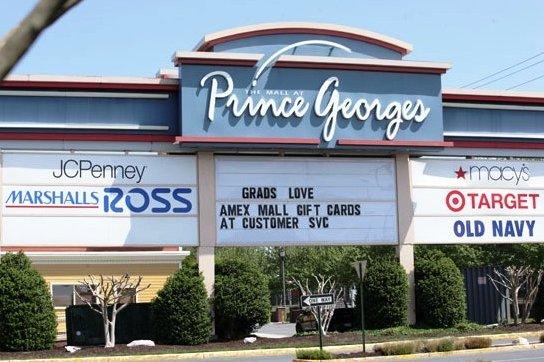 THE MALL AT
Prince Georges
JCPenney
MARSHALLS ROSS
GRADS LOVE
AMEX MALL GIFT CARDS
AT CUSTOMER SVC
macy's
TARGET
OLD NAVY
ONE WAY